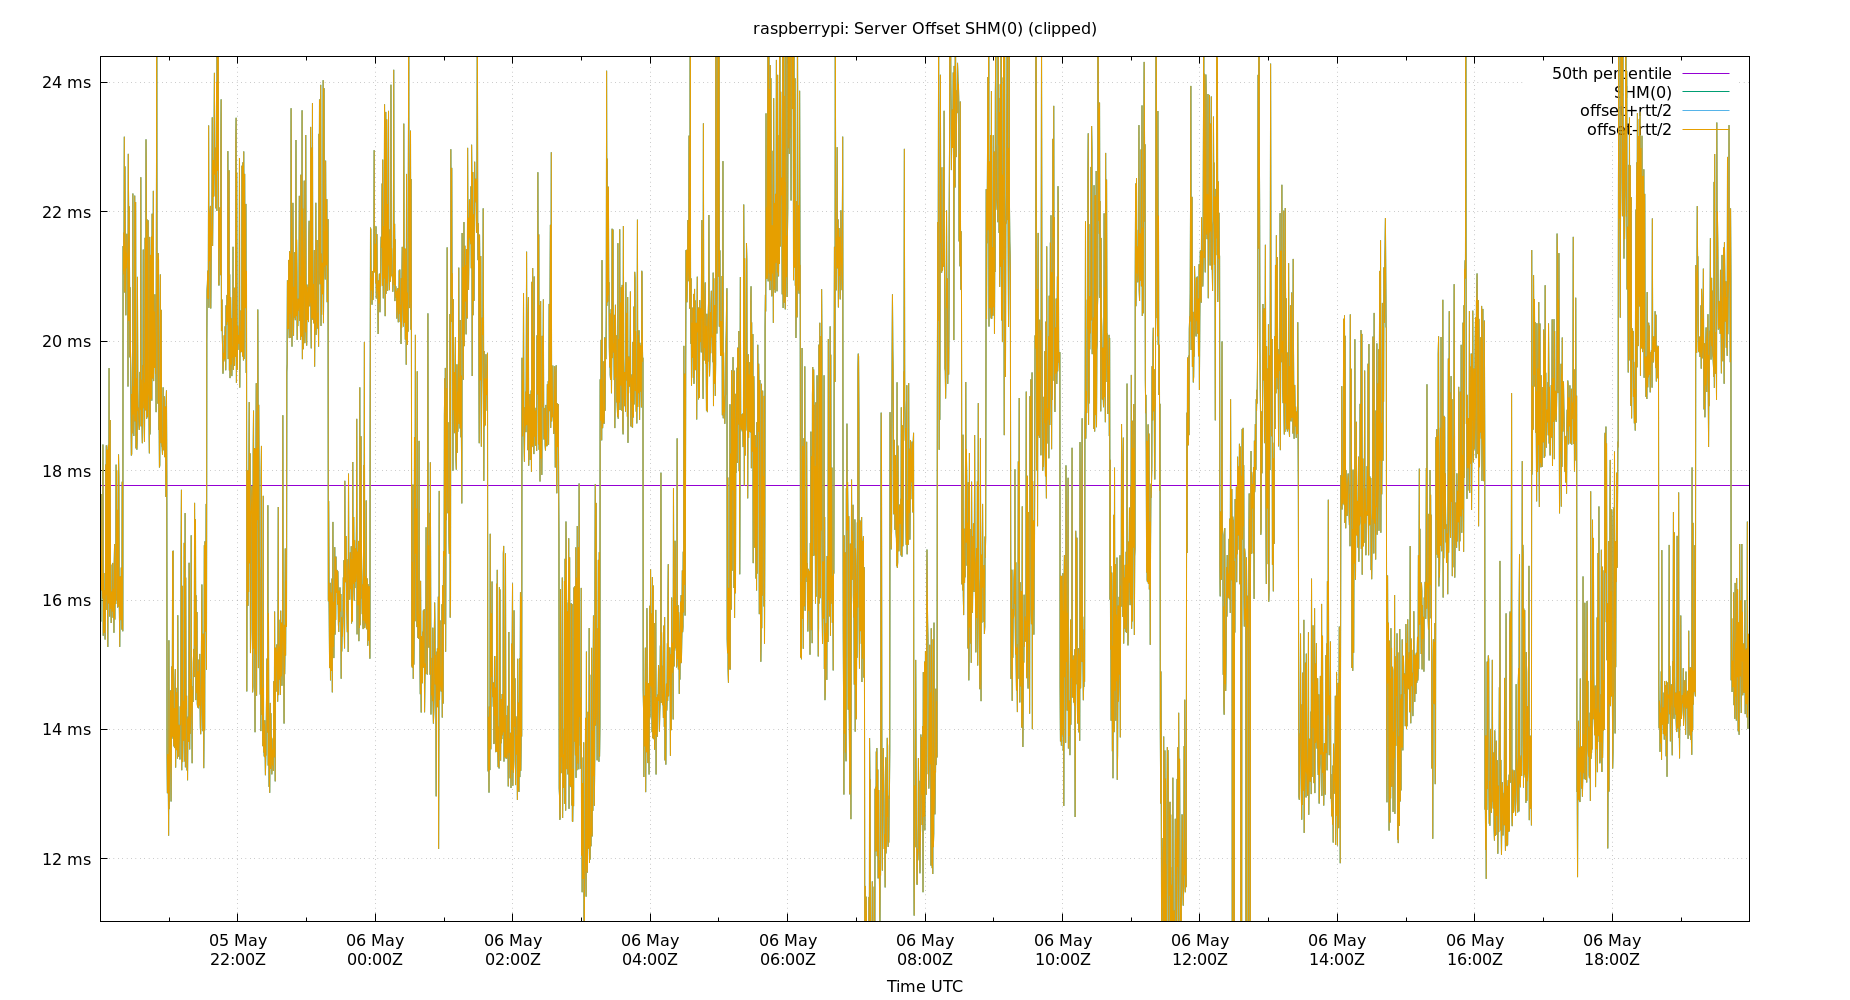 raspberrypi: Server Offset SHM(0) (clipped)
50th percentile
SHM(0)
offset+rtt/2
offset-rtt/2
24 ms
22 ms
20 ms
18 ms
16 ms
14 ms
12 ms
05 May 06 May 06 May 06 May 06 May 06 May 06 May 06 May 06 May 06 May 06 May
22:00Z 00:00Z 02:00Z 04:00Z 06:00Z 08:00Z 10:00Z 12:00Z 14:00Z 16:00Z 18:00Z
Time UTC